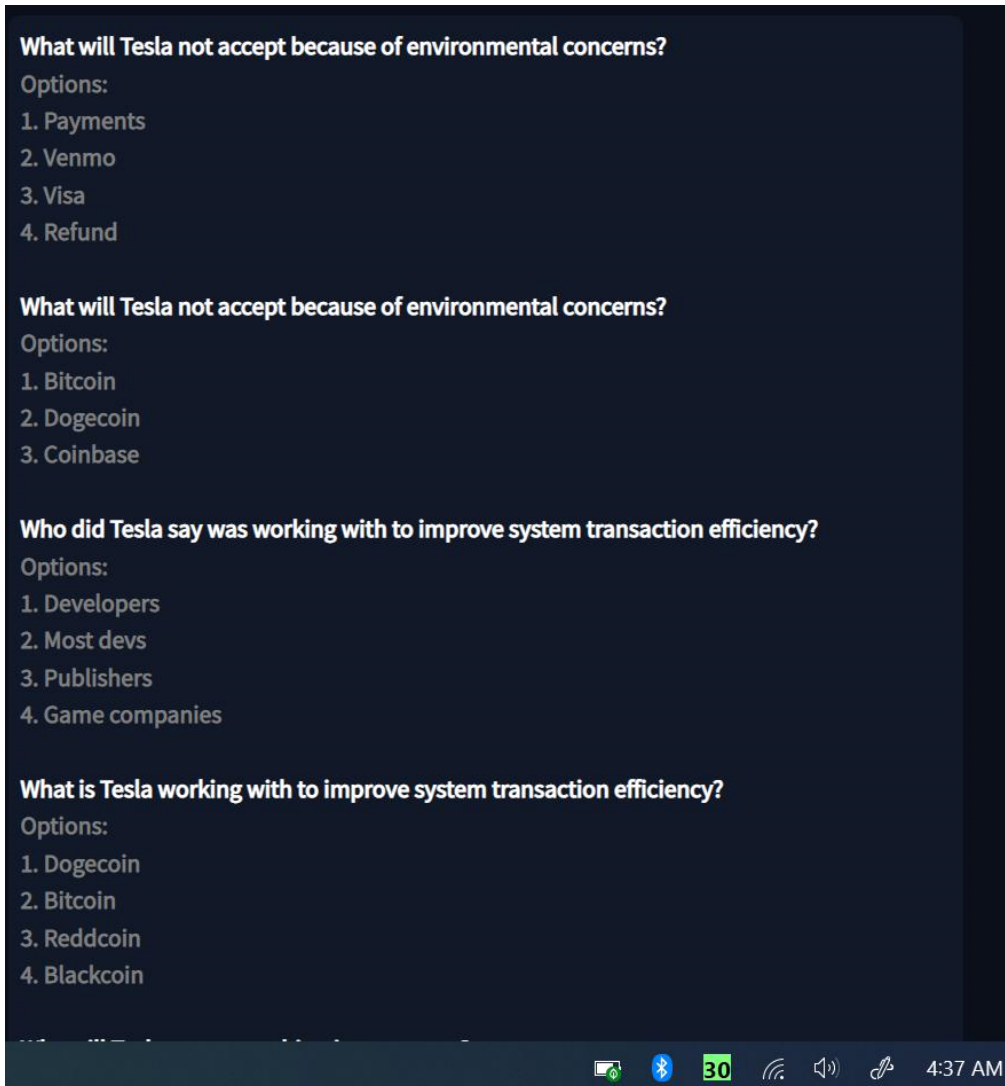 What will Tesla not accept because of environmental concerns?
Options:
1. Payments
2. Venmo
3. Visa
4. Refund
What will Tesla not accept because of environmental concerns?
Options:
1. Bitcoin
2. Dogecoin
3. Coinbase
Who did Tesla say was working with to improve system transaction efficiency?
Options:
1. Developers
2. Most devs
3. Publishers
4. Game companies
What is Tesla working with to improve system transaction efficiency?
Options:
1. Dogecoin
2. Bitcoin
3. Reddcoin
4. Blackcoin
30 4:37 AM